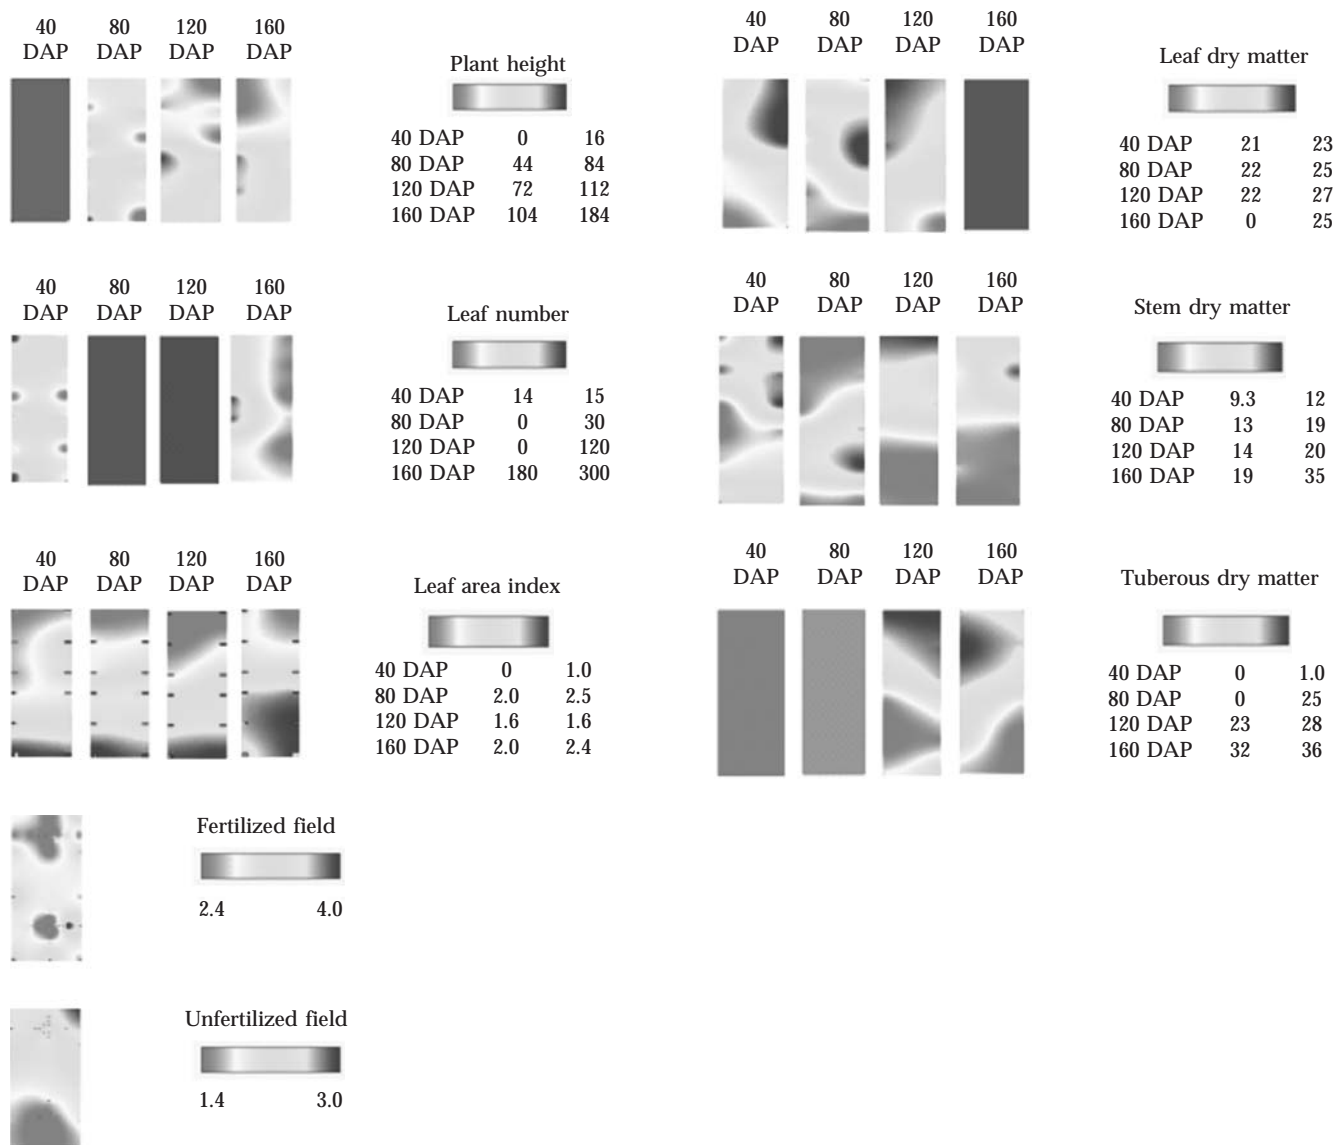 40 80 120 160
DAP DAP DAP DAP
Plant height
40 DAP 0 16
80 DAP 44 84
120 DAP 72 112
160 DAP 104 184
40 80 120 160
DAP DAP DAP DAP
Leaf dry matter
40 DAP 21 23
80 DAP 22 25
120 DAP 22 27
160 DAP 0 25
40 80 120 160
DAP DAP DAP DAP
Leaf number
40 DAP 14 15
80 DAP 0 30
120 DAP 0 120
160 DAP 180 300
40 80 120 160
DAP DAP DAP DAP
Stem dry matter
40 DAP 9.3 12
80 DAP 13 19
120 DAP 14 20
160 DAP 19 35
40 80 120 160
DAP DAP DAP DAP
Leaf area index
40 DAP 0 1.0
80 DAP 2.0 2.5
120 DAP 1.6 1.6
160 DAP 2.0 2.4
40 80 120 160
DAP DAP DAP DAP
Tuberous dry matter
40 DAP 0 1.0
80 DAP 0 25
120 DAP 23 28
160 DAP 32 36
Fertilized field
2.4 4.0
Unfertilized field
1.4 3.0